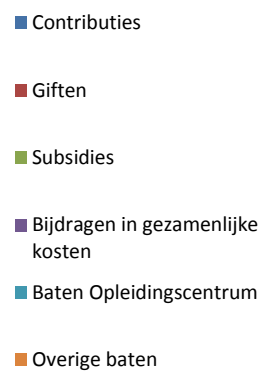 Contributies
Giften
Subsidies
Bijdragen in gezamenlijke
kosten
Baten Opleidingscentrum
Overige baten